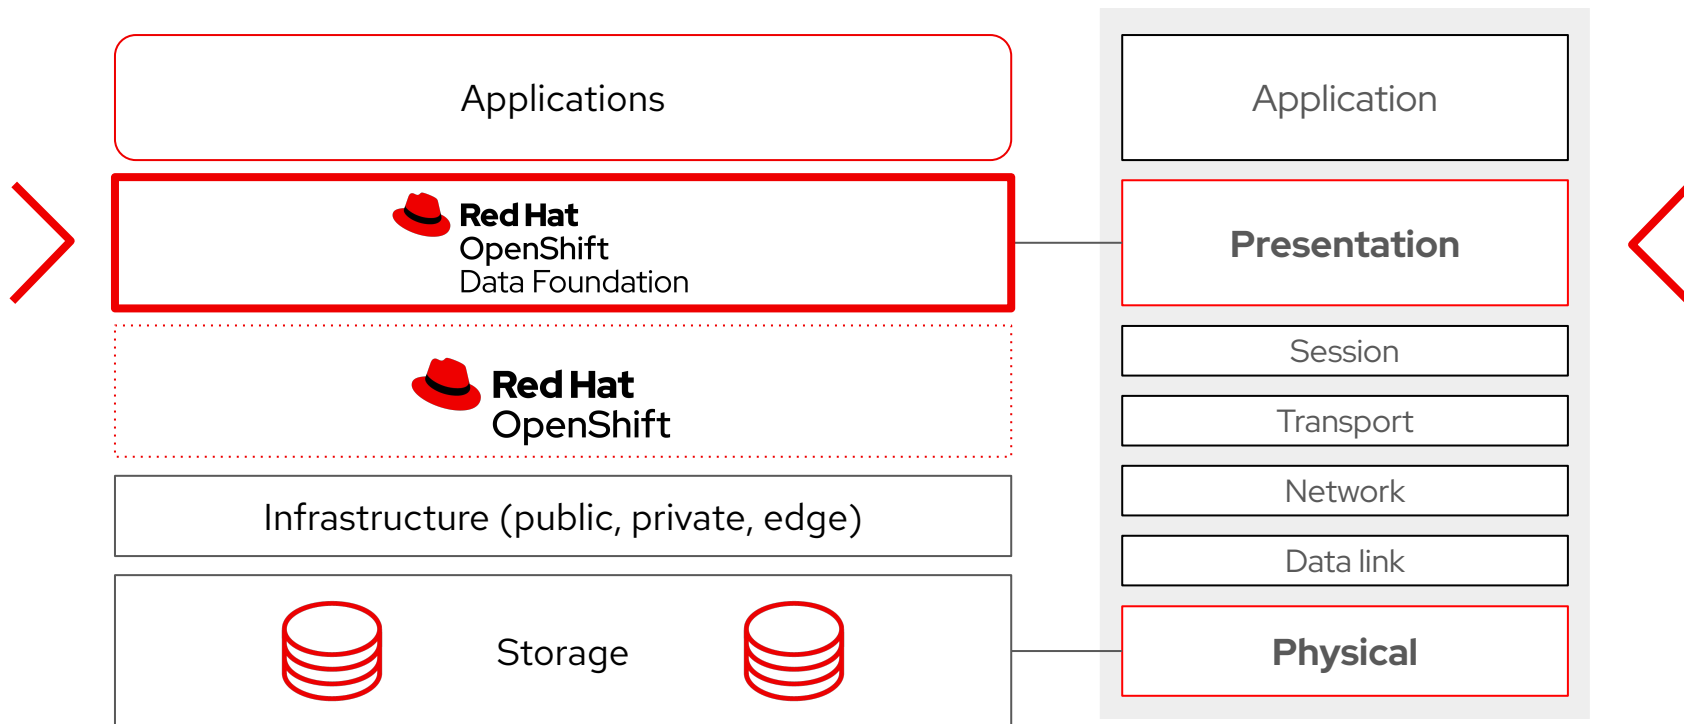 Applications
Red Hat
OpenShift
Data Foundation
Red Hat
OpenShift
Infrastructure (public, private, edge)
Storage
Application
Presentation
Session
Transport
Network
Data link
Physical